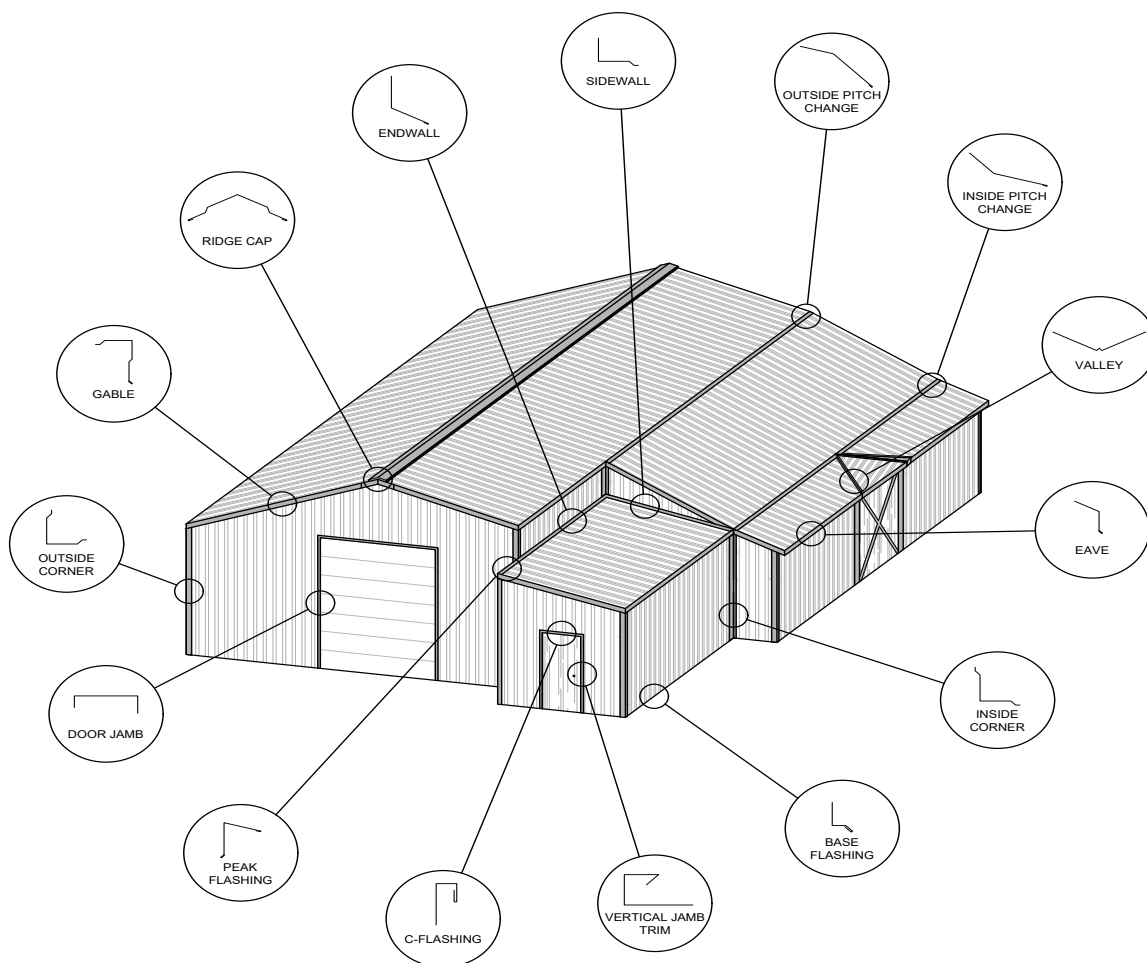 SIDEWALL
OUTSIDE PITCH
CHANGE
ENDWALL
INSIDE PITCH
CHANGE
RIDGE CAP
VALLEY
GABLE
OUTSIDE
CORNER
EAVE
INSIDE
CORNER
DOOR JAMB
BASE
FLASHING
PEAK
FLASHING
VERTICAL JAMB
TRIM
C-FLASHING